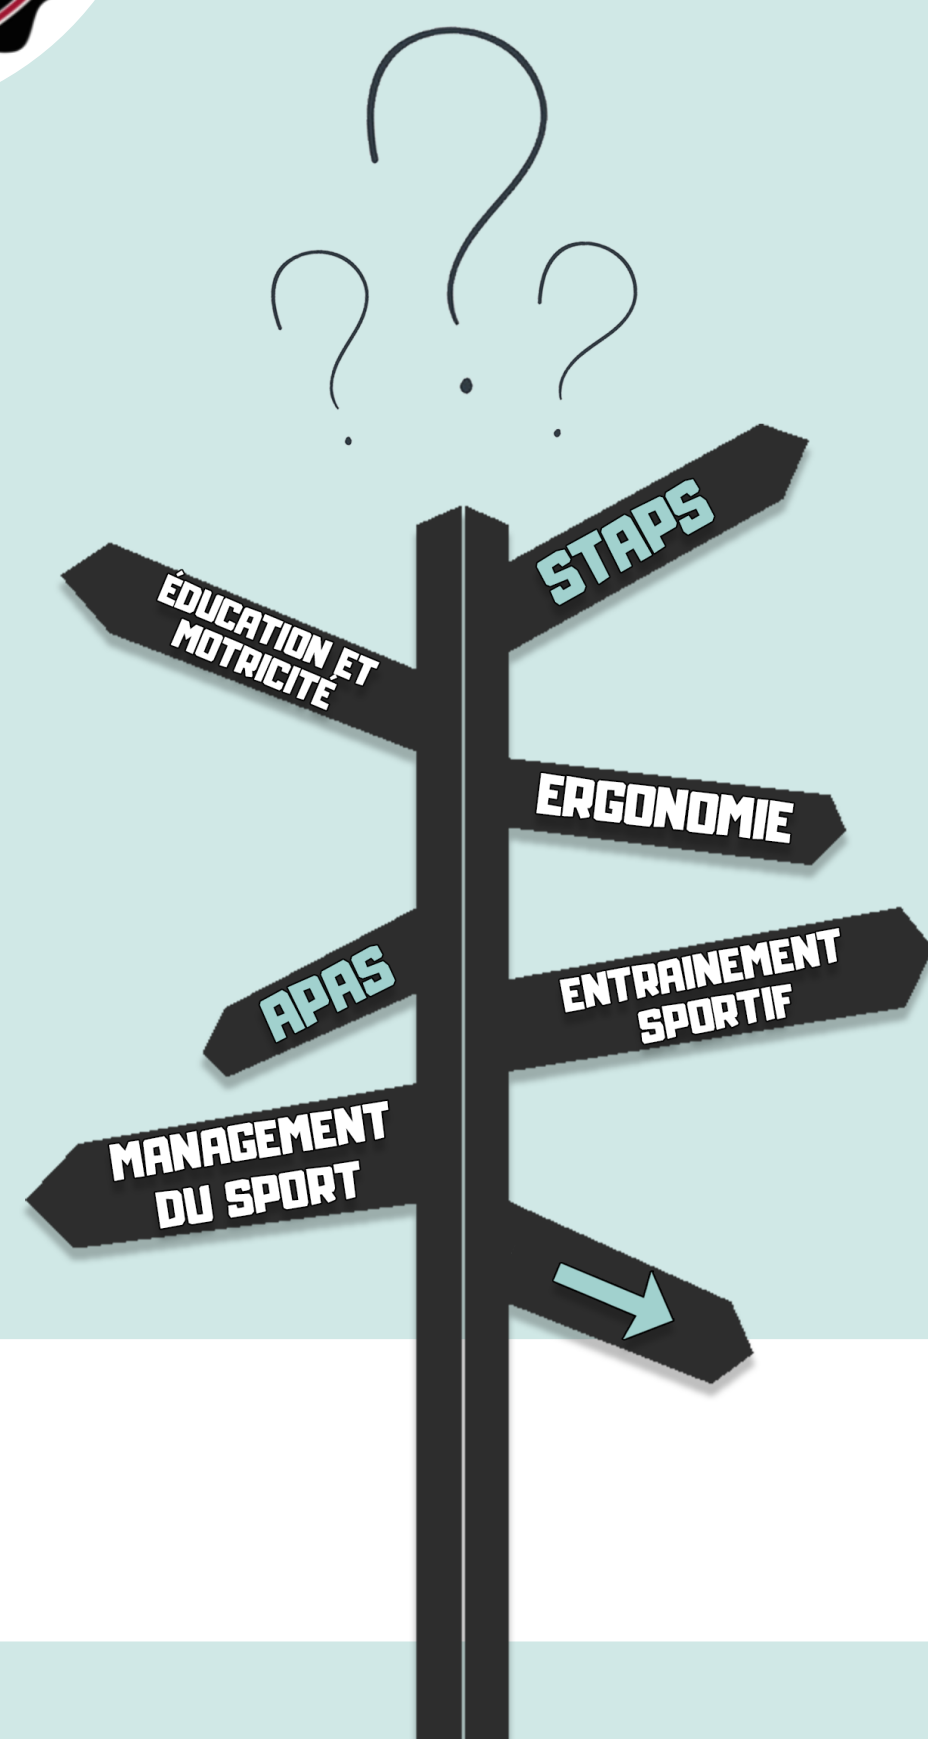 STAPS
ÉDUCATION ET
MOTRICITÉ
ERGONOMIE
APAS
ENTRAINEMENT
SPORTIF
MANAGEMENT
DU SPORT